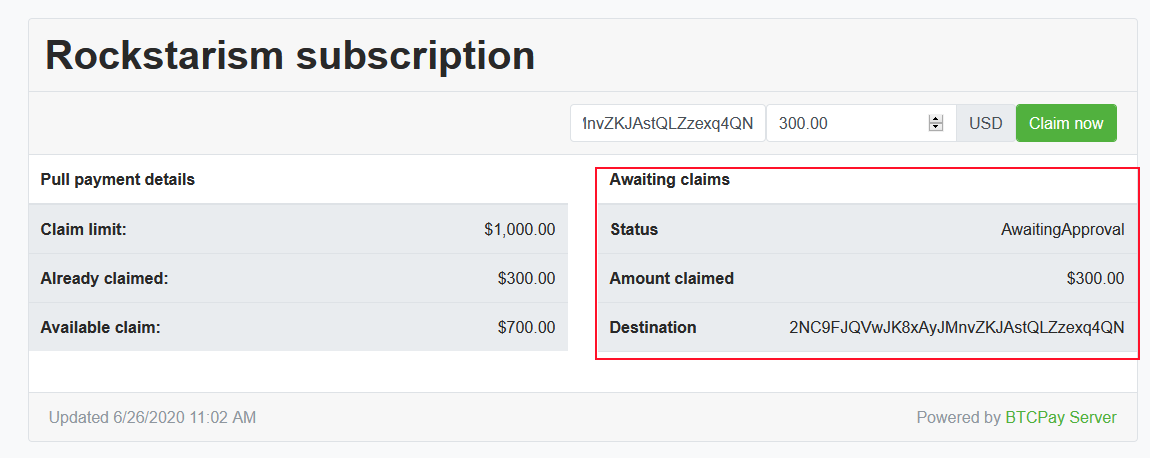 Rockstarism subscription
nvZKJAstQLZzexq4QN 300.00 USD Claim now
Pull payment details
Claim limit: $1,000.00
Already claimed: $300.00
Available claim: $700.00
Awaiting claims
Status AwaitingApproval
Amount claimed $300.00
Destination 2NC9FJQVwJK8xAyJMnvZKJAstQLZzexq4QN
Updated 6/26/2020 11:02 AM
Powered by BTCPay Server